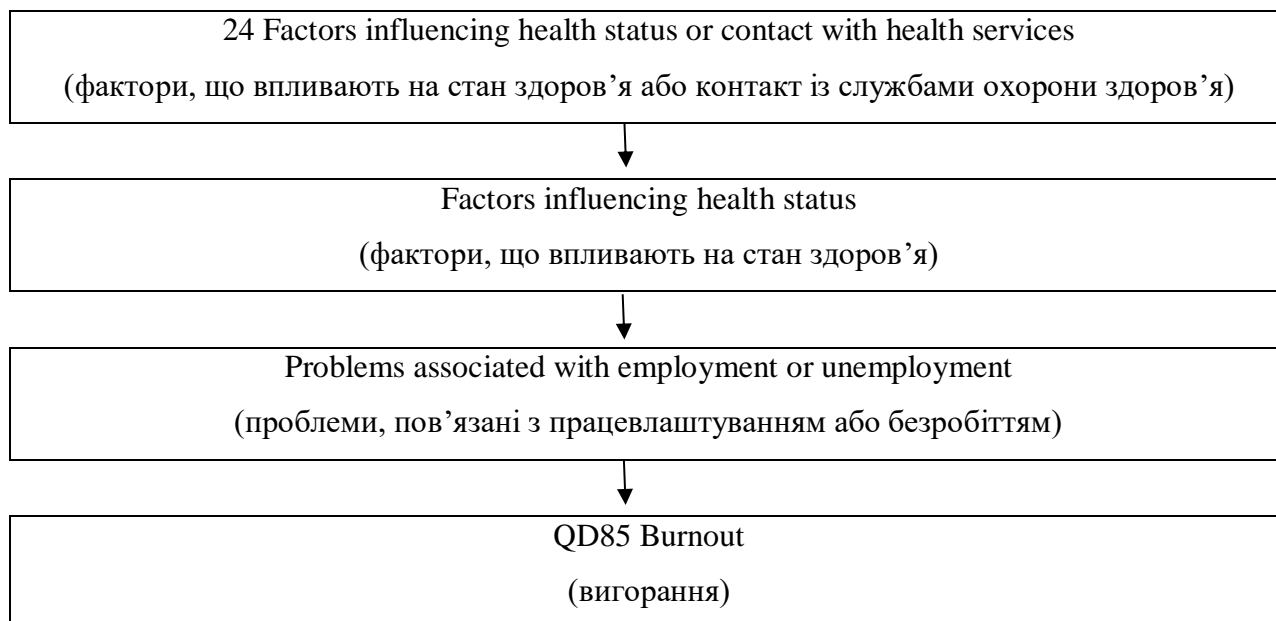 24 Factors influencing health status or contact with health services
(фактори, що впливають на стан здоров’я або контакт із службами охорони здоров’я)
Factors influencing health status
(фактори, що впливають на стан здоров’я)
Problems associated with employment or unemployment
(проблеми, пов’язані з працевлаштуванням або безробіттям)
QD85 Burnout
(вигорання)